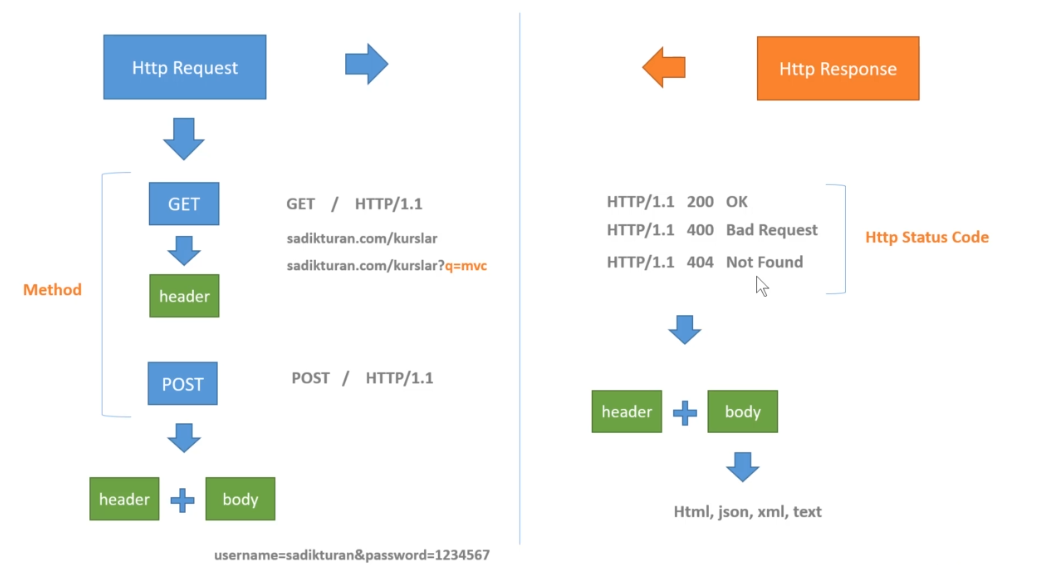 Http Request
GET
GET / HTTP/1.1
sadikturan.com/kurslar
sadikturan.com/kurslar?q=mvc
header
Method
POST
POST / HTTP/1.1
header
body
username=sadikturan&password=1234567
Http Response
HTTP/1.1 200 OK
HTTP/1.1 400 Bad Request
HTTP/1.1 404 Not Found
Http Status Code
header
body
Html, json, xml, text